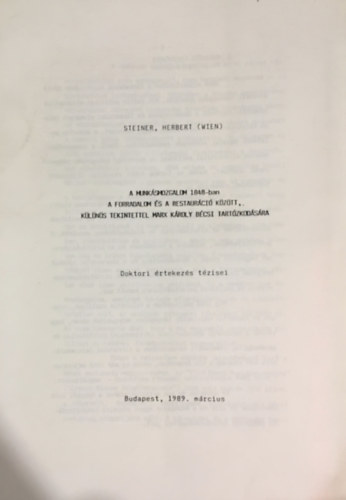 STEINER, HERBERT (WIEN)
A MUNKÁSMOZGALOM 1848-ban
A FORRADALOM ÉS A RESTAURÁCIÓ KÖZÖTT,
KÜLÖNÖS TEKINTETTEL MARX KÁROLY BÉCSI TARTÓZKODÁSÁRA
Doktori értekezés tézisei
Budapest, 1989. március